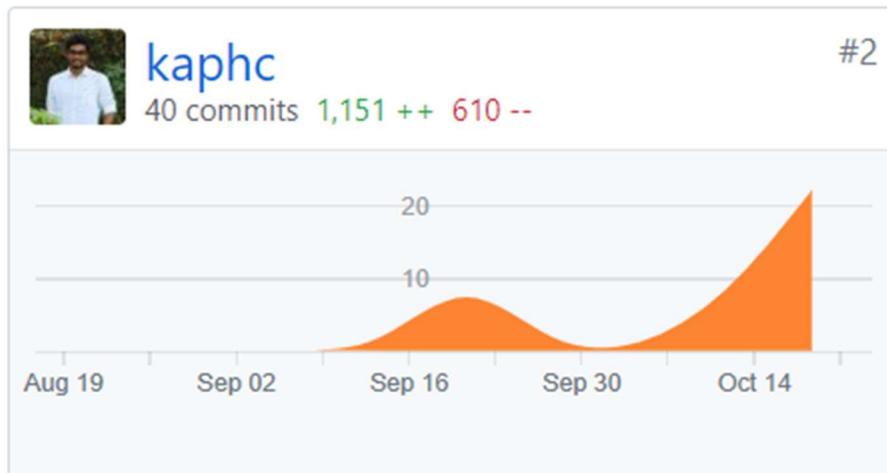 kaphc #2
40 commits 1,151 ++ 610 --
20
10
Aug 19 Sep 02 Sep 16 Sep 30 Oct 14